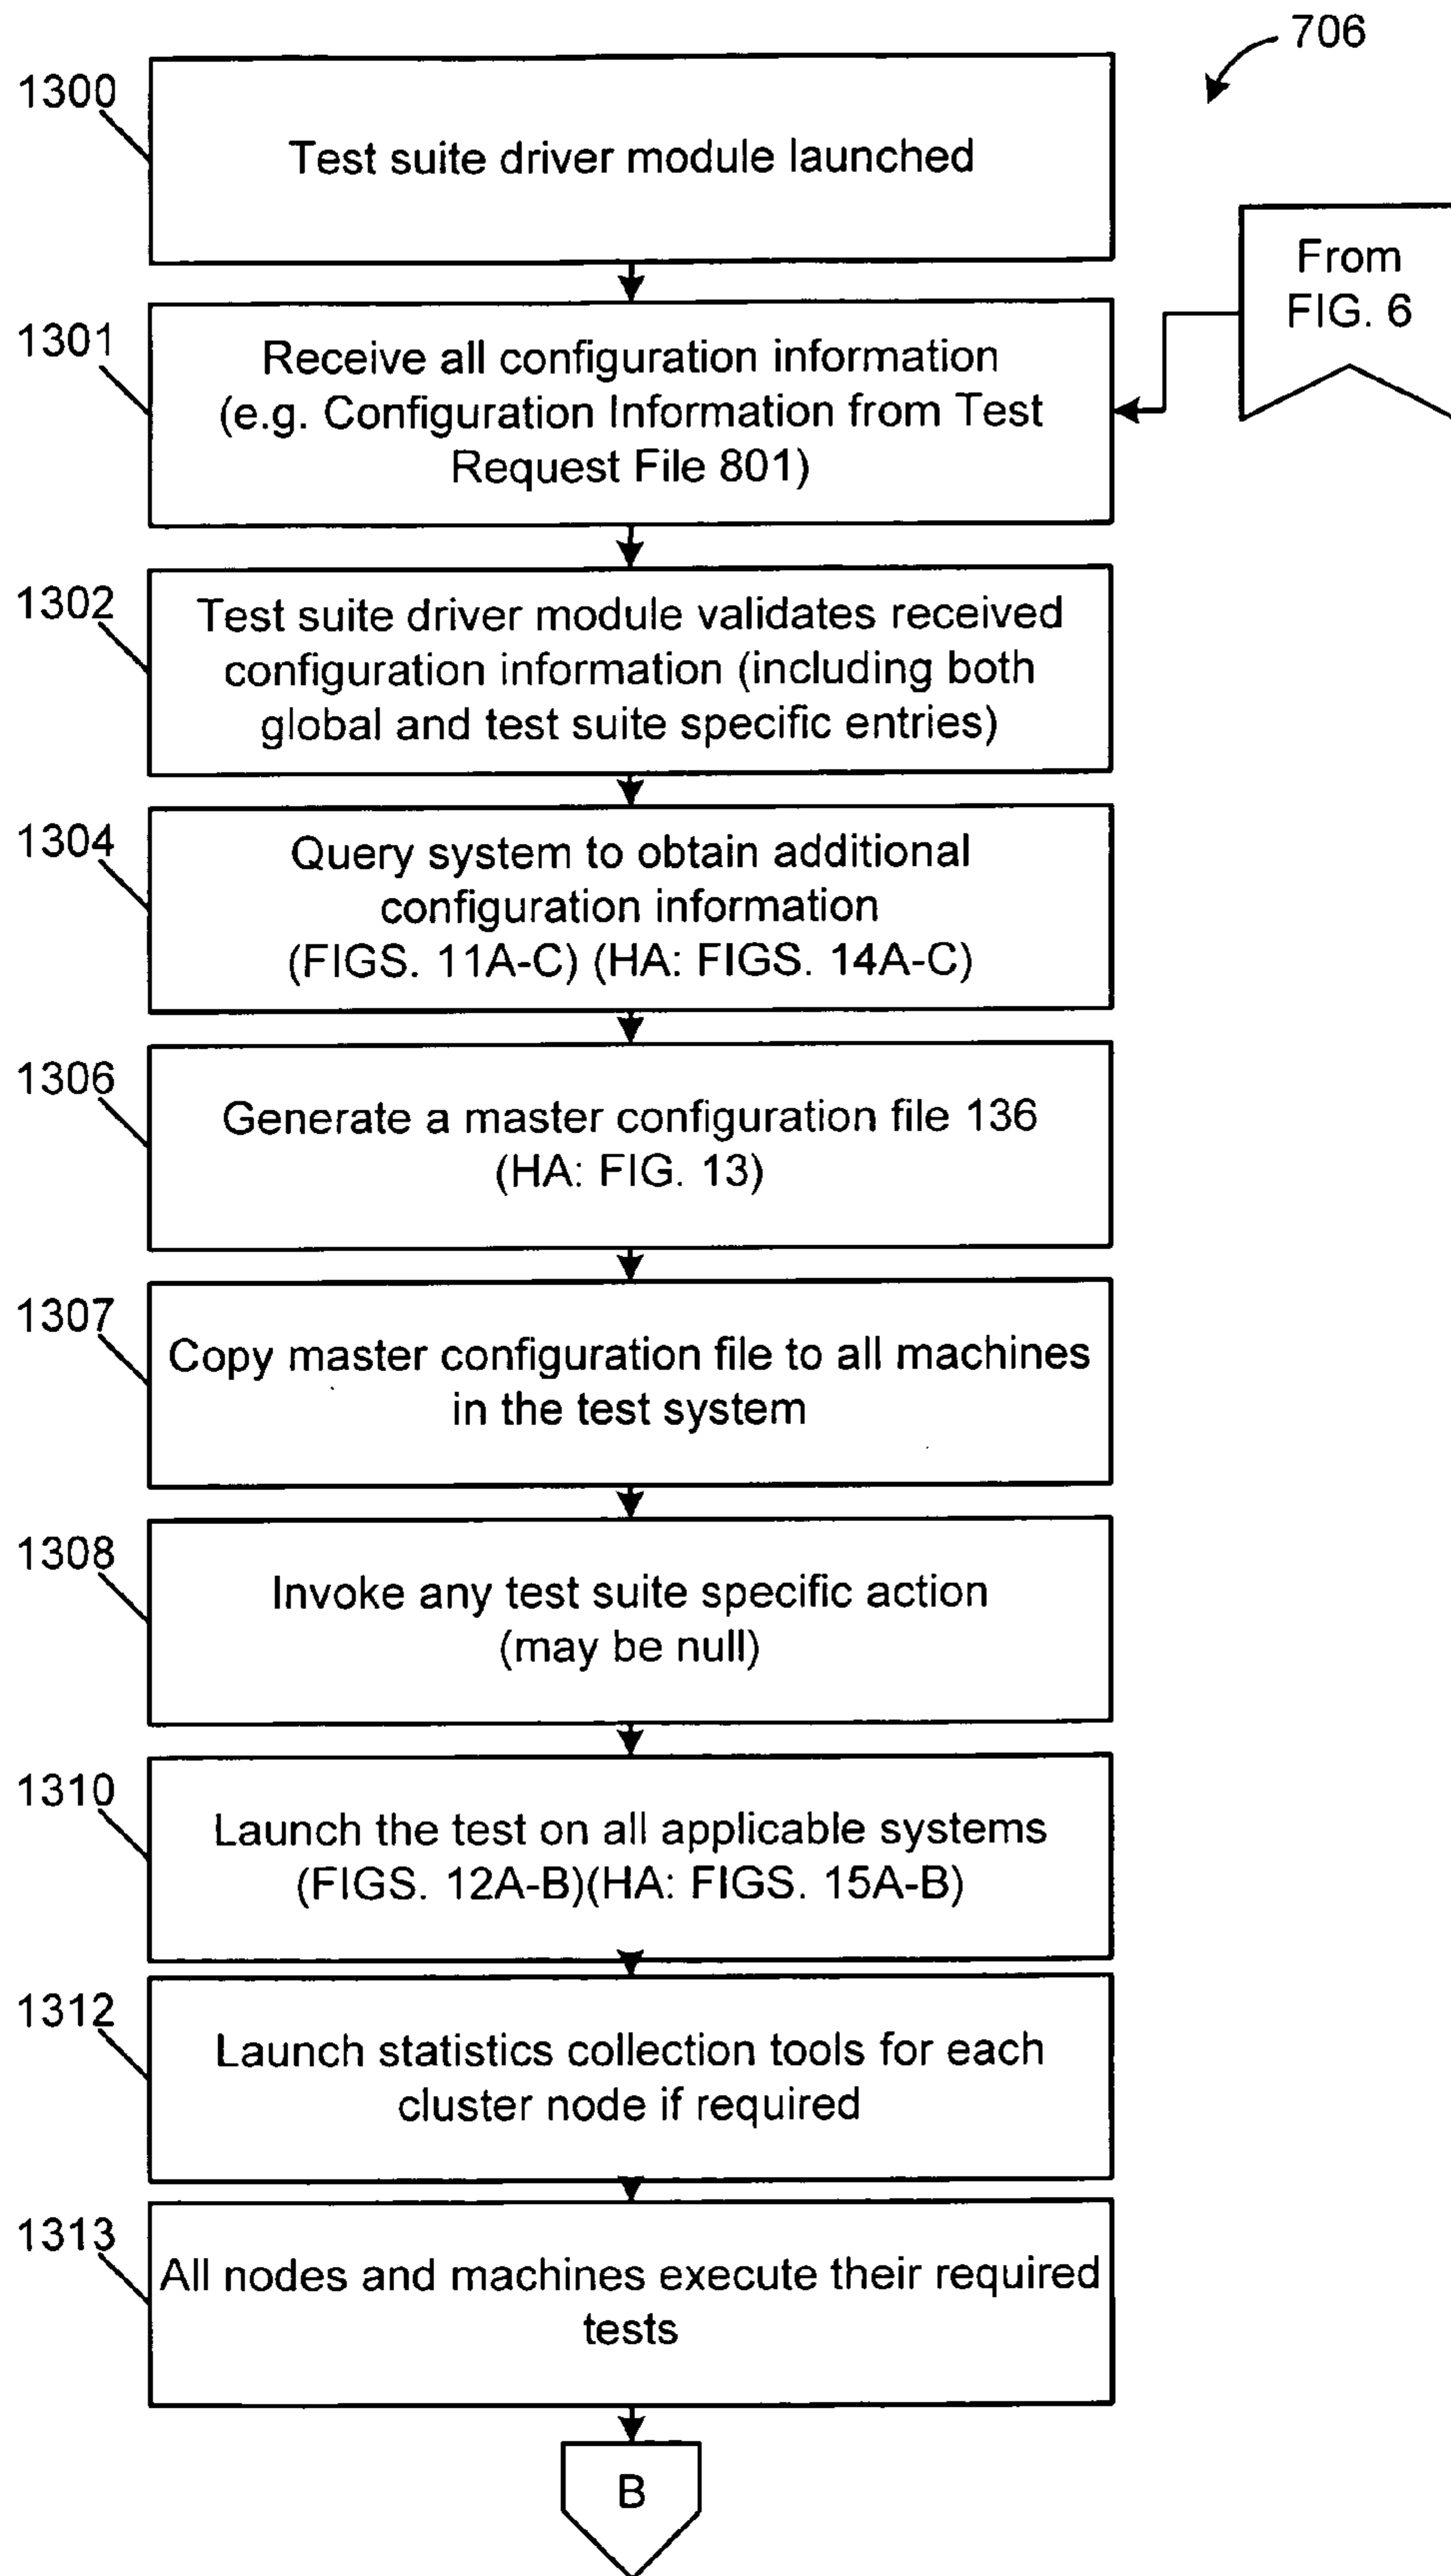 706
1300
Test suite driver module launched
From
FIG. 6
1301
Receive all configuration information
(e.g. Configuration Information from Test
Request File 801)
1302
Test suite driver module validates received
configuration information (including both
global and test suite specific entries)
1304
Query system to obtain additional
configuration information
(FIGS. 11A-C) (HA: FIGS. 14A-C)
1306
Generate a master configuration file 136
(HA: FIG. 13)
1307
Copy master configuration file to all machines
in the test system
1308
Invoke any test suite specific action
(may be null)
1310
Launch the test on all applicable systems
(FIGS. 12A-B)(HA: FIGS. 15A-B)
1312
Launch statistics collection tools for each
cluster node if required
1313
All nodes and machines execute their required
tests
B